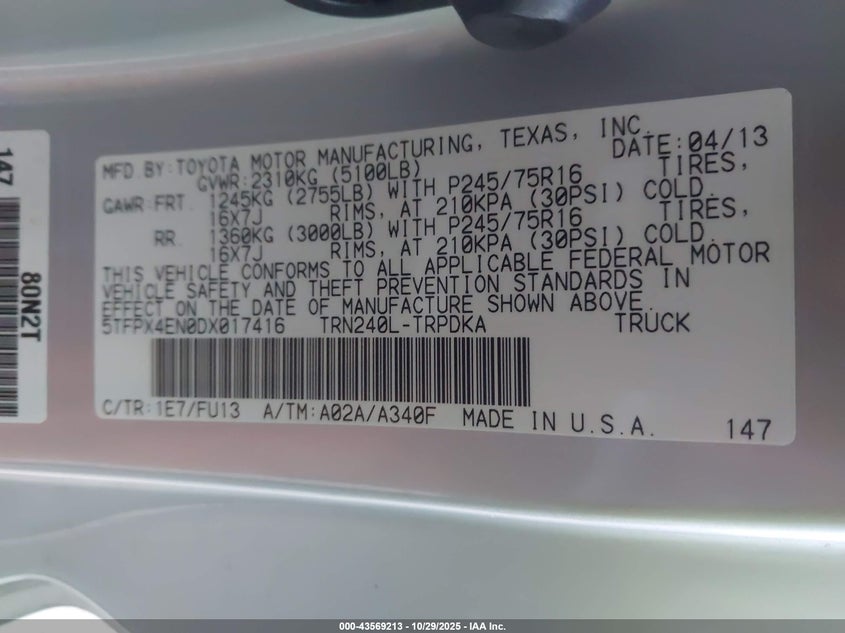 MFD.BY:TOYOTA MOTOR MANUFACTURING, TEXAS, INC.
DATE:04/13
GVWR:2310KG (5100LB)
GAWR:FRT. 1245KG (2755LB) WITH P245/75R16 TIRES,
16X7J RIMS, AT 210KPA (30PSI) COLD.
RR. 1360KG (3000LB) WITH P245/75R16 TIRES,
16X7J RIMS, AT 210KPA (30PSI) COLD.
THIS VEHICLE CONFORMS TO ALL APPLICABLE FEDERAL MOTOR
VEHICLE SAFETY AND THEFT PREVENTION STANDARDS IN
EFFECT ON THE DATE OF MANUFACTURE SHOWN ABOVE.
5TFPX4EN0DX017416 TRN240L-TRPDKA TRUCK
C/TR:1E7/FU13 A/TM:A02A/A340F MADE IN U.S.A. 147
147
80N2T
000-43569213 - 10/29/2025 - IAA Inc.